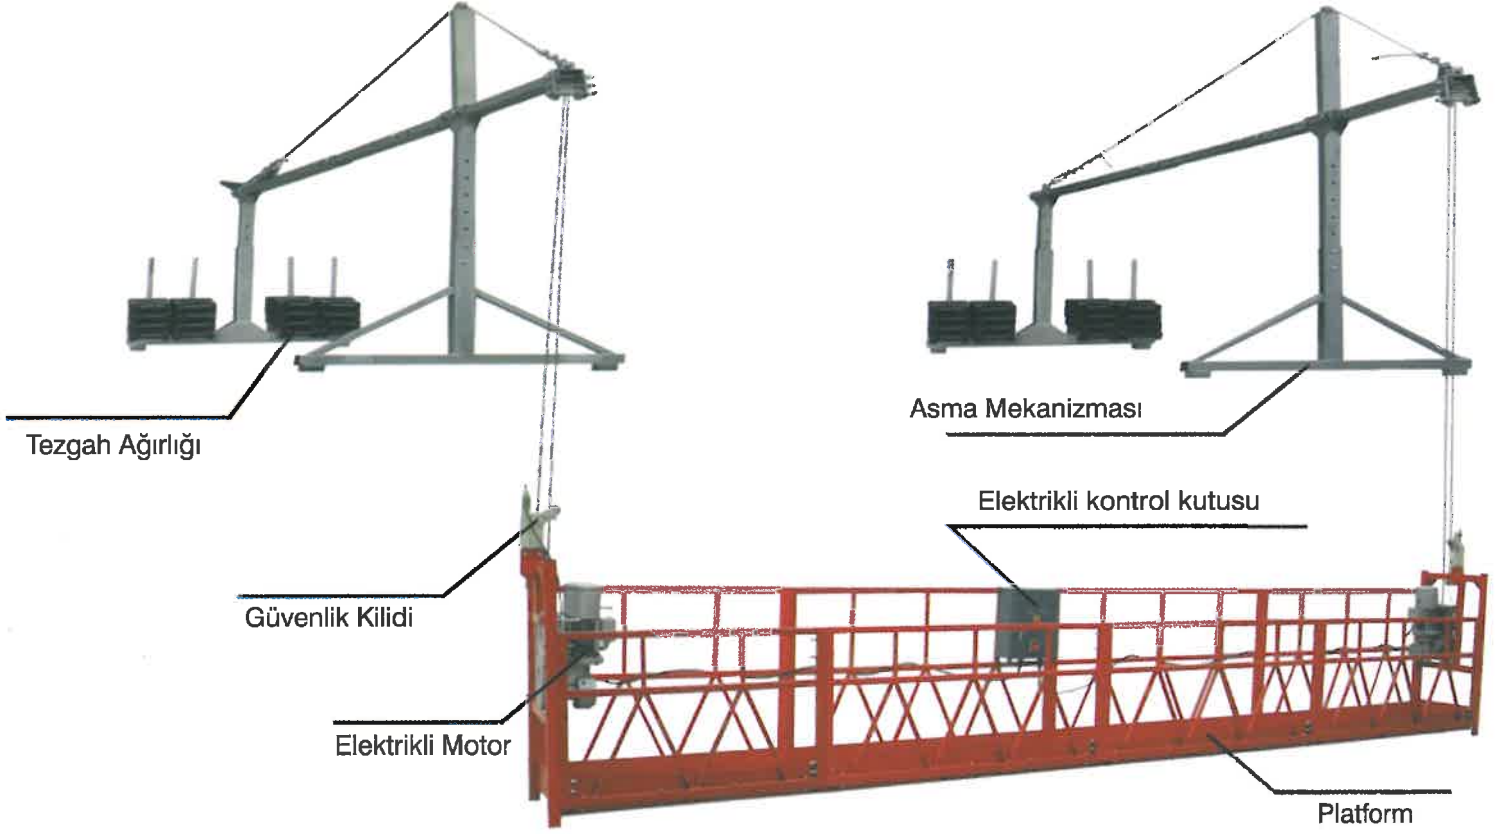 Tezgah Ağırlığı
Asma Mekanizması
Elektrikli kontrol kutusu
Güvenlik Kilidi
Elektrikli Motor
Platform